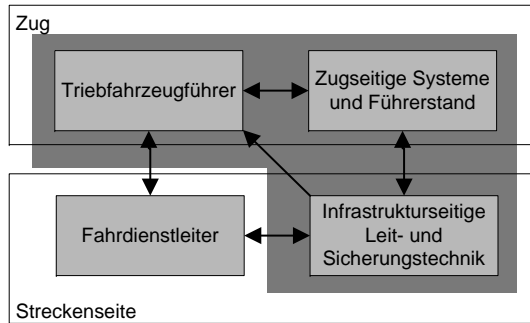 Zug
Triebfahrzeugführer
Zugseitige Systeme
und Führerstand
Fahrdienstleiter
Infrastrukturseitige
Leit- und
Sicherungstechnik
Streckenseite